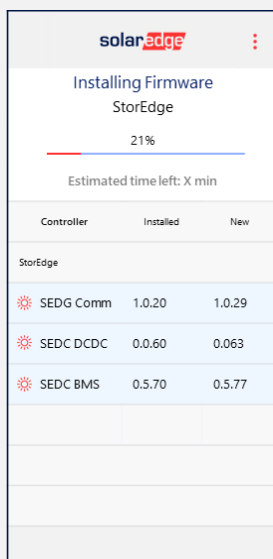 solaredge
Installing Firmware
StorEdge
21%
Estimated time left: X min
Controller Installed New
StorEdge
SEDG Comm 1.0.20 1.0.29
SEDC DCDC 0.0.60 0.063
SEDC BMS 0.5.70 0.5.77